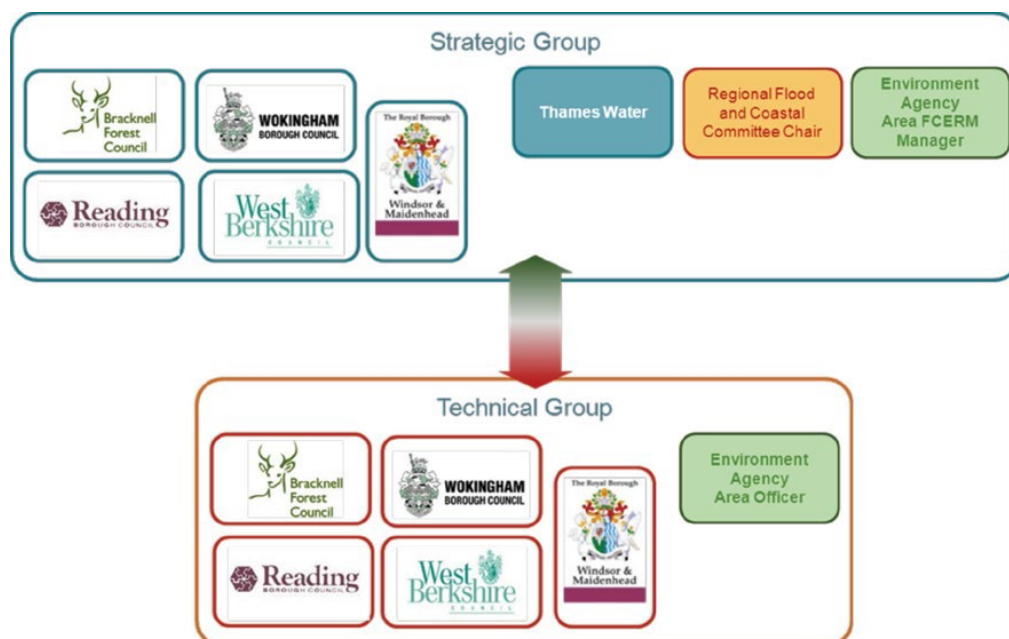 Strategic Group
Bracknell
Forest
Council
WOKINGHAM
BOROUGH COUNCIL
The Royal Borough
Windsor &
Maidenhead
Reading
BOROUGH COUNCIL
West
Berkshire
COUNCIL
Thames Water
Regional Flood
and Coastal
Committee Chair
Environment
Agency
Area FCERM
Manager
Technical Group
Bracknell
Forest
Council
WOKINGHAM
BOROUGH COUNCIL
The Royal Borough
Windsor &
Maidenhead
Reading
BOROUGH COUNCIL
West
Berkshire
COUNCIL
Environment
Agency
Area Officer